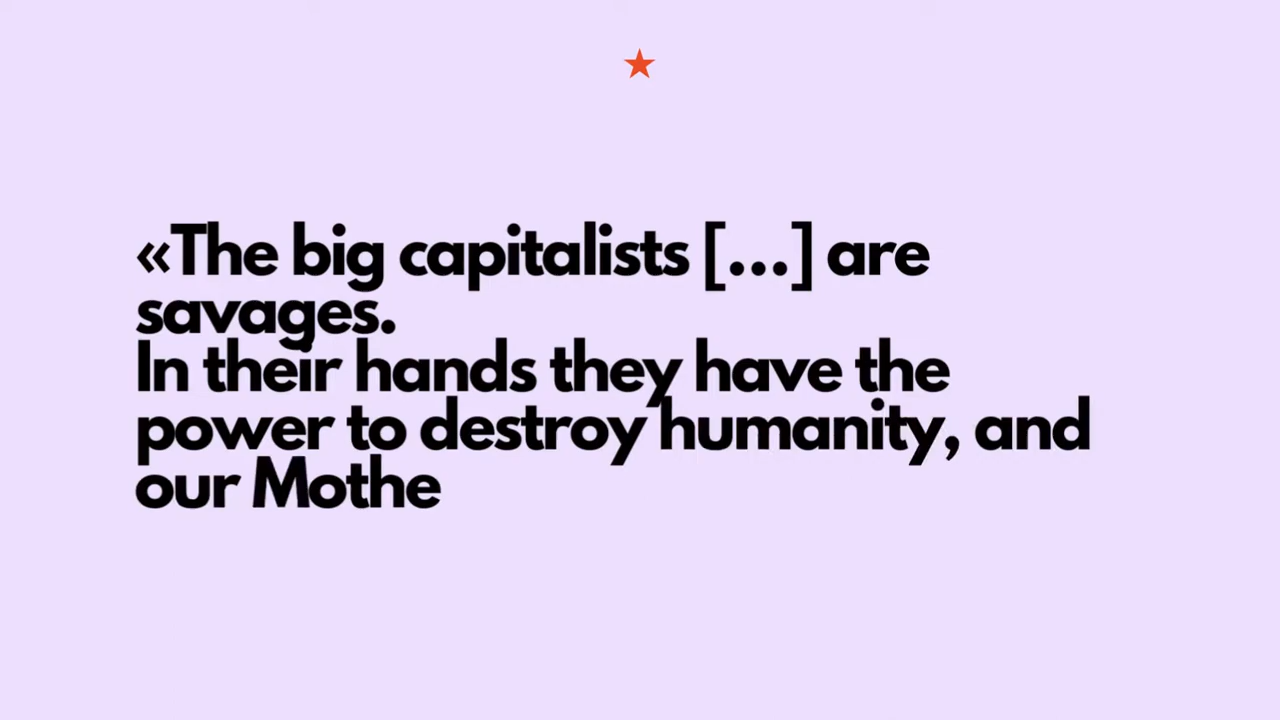 «The big capitalists [...] are
savages.
In their hands they have the
power to destroy humanity, and
our Mothe